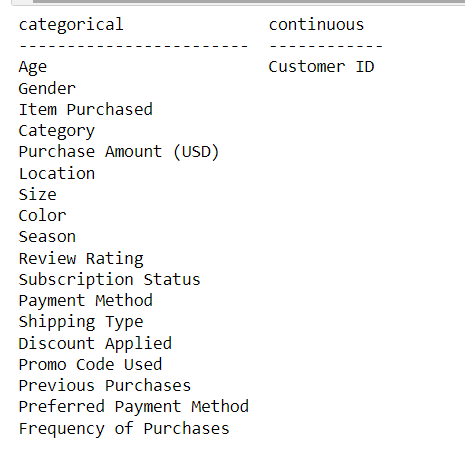 categorical continuous
------------------------ ------------
Age Customer ID
Gender
Item Purchased
Category
Purchase Amount (USD)
Location
Size
Color
Season
Review Rating
Subscription Status
Payment Method
Shipping Type
Discount Applied
Promo Code Used
Previous Purchases
Preferred Payment Method
Frequency of Purchases